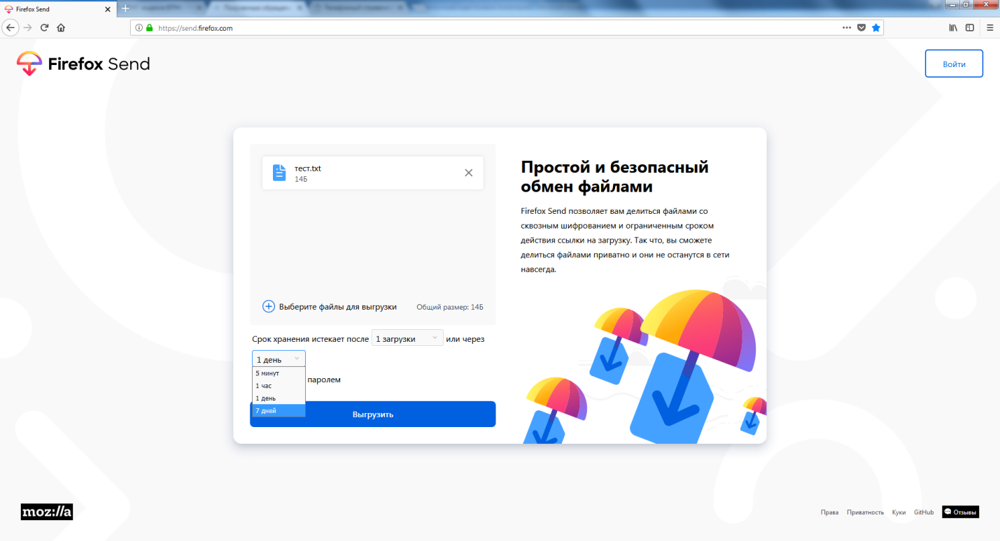 Firefox Send
https://send.firefox.com
Firefox Send
Войти
тест.txt
14Б
Выберите файлы для выгрузки
Общий размер: 14Б
Срок хранения истекает после 1 загрузки или через
1 день
5 минут
1 час
1 день
7 дней
паролем
Выгрузить
Простой и безопасный
обмен файлами
Firefox Send позволяет вам делиться файлами со
сквозным шифрованием и ограниченным сроком
действия ссылки на загрузку. Так что, вы сможете
делиться файлами приватно и они не останутся в сети
навсегда.
moz://a
Права
Приватность
Куки
GitHub
Отзывы